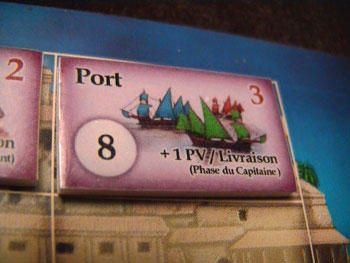 2
Port
3
8
+ 1 PV / Livraison
(Phase du Capitaine )